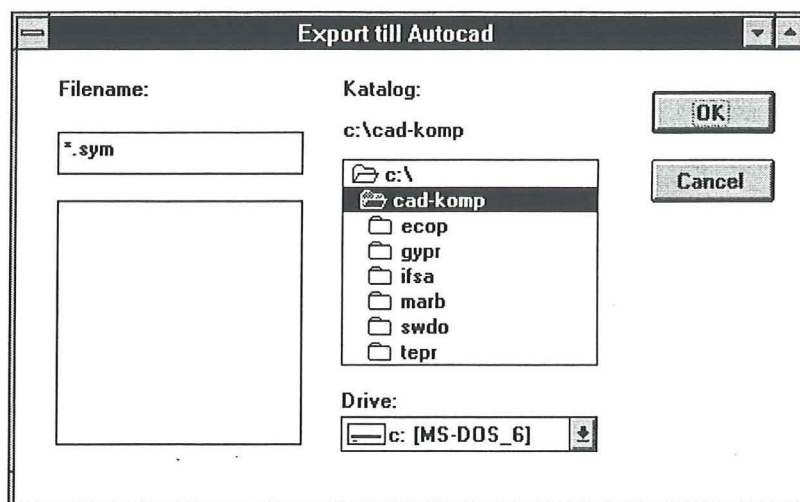 Export till Autocad
Filename:
*.sym
Katalog:
c:\cad-komp
c:\
cad-komp
ecop
gypr
ifsa
marb
swdo
tepr
Drive:
c: [MS-DOS_6]
OK
Cancel